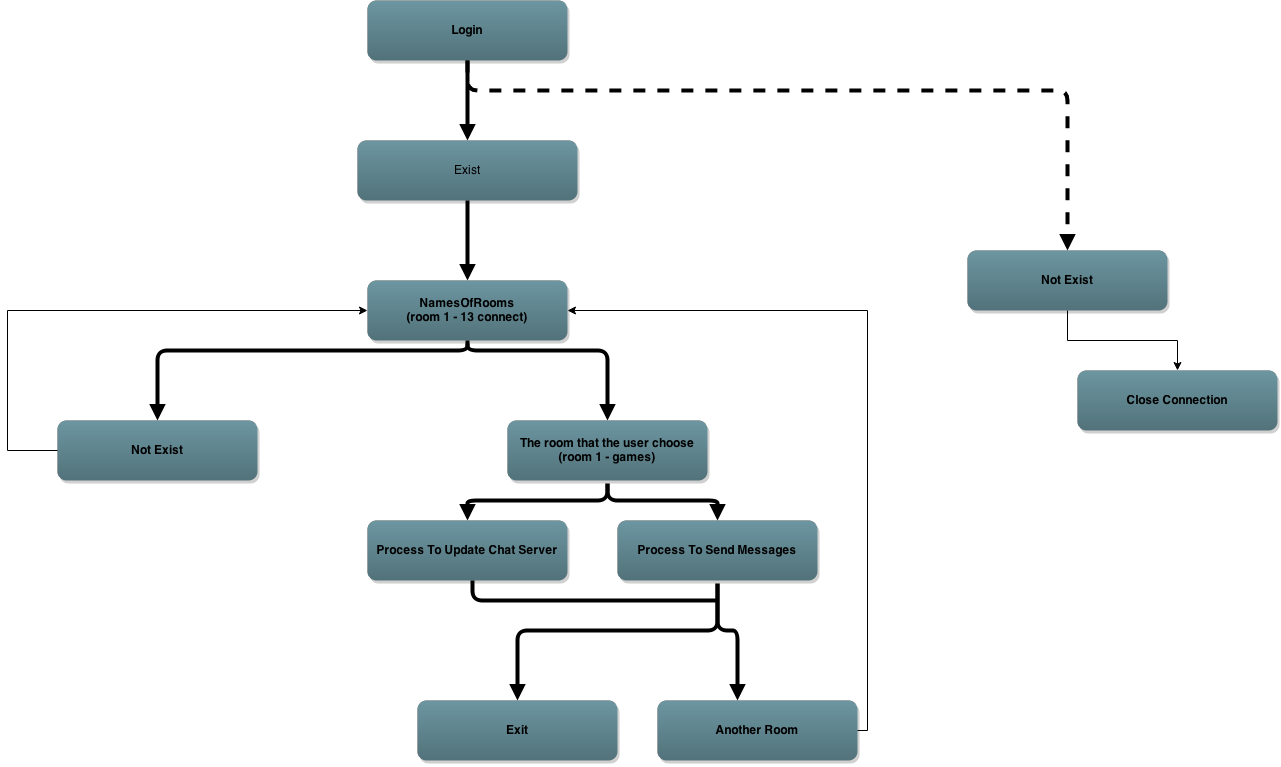 Login
Exist
Not Exist
NamesOfRooms
(room 1 - 13 connect)
Close Connection
Not Exist
The room that the user choose
(room 1 - games)
Process To Update Chat Server
Process To Send Messages
Exit
Another Room